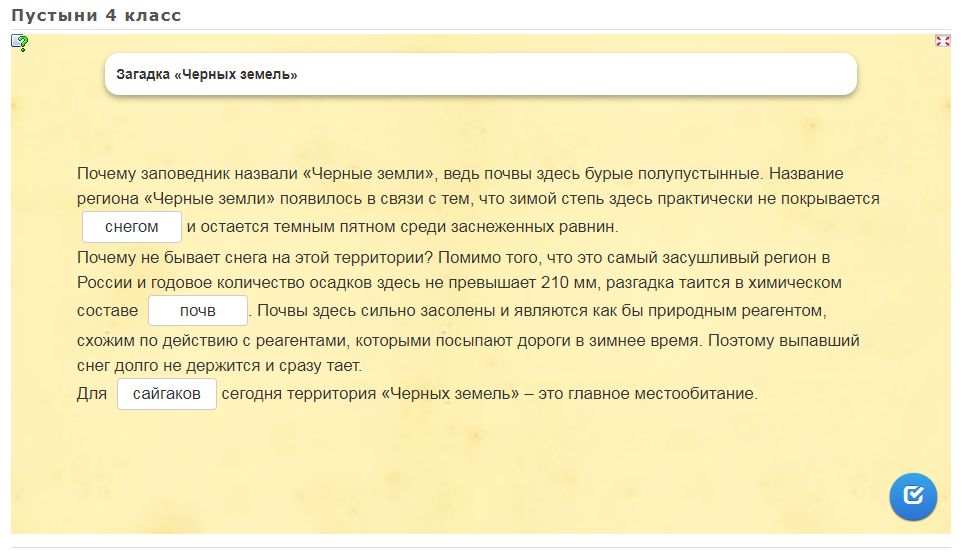 Пустыни 4 класс
Загадка «Черных земель»
Почему заповедник назвали «Черные земли», ведь почвы здесь бурые полупустынные. Название
региона «Черные земли» появилось в связи с тем, что зимой степь здесь практически не покрывается
снегом и остается темным пятном среди заснеженных равнин.
Почему не бывает снега на этой территории? Помимо того, что это самый засушливый регион в
России и годовое количество осадков здесь не превышает 210 мм, разгадка таится в химическом
составе почв. Почвы здесь сильно засолены и являются как бы природным реагентом,
схожим по действию с реагентами, которыми посыпают дороги в зимнее время. Поэтому выпавший
снег долго не держится и сразу тает.
Для сайгаков сегодня территория «Черных земель» – это главное местообитание.